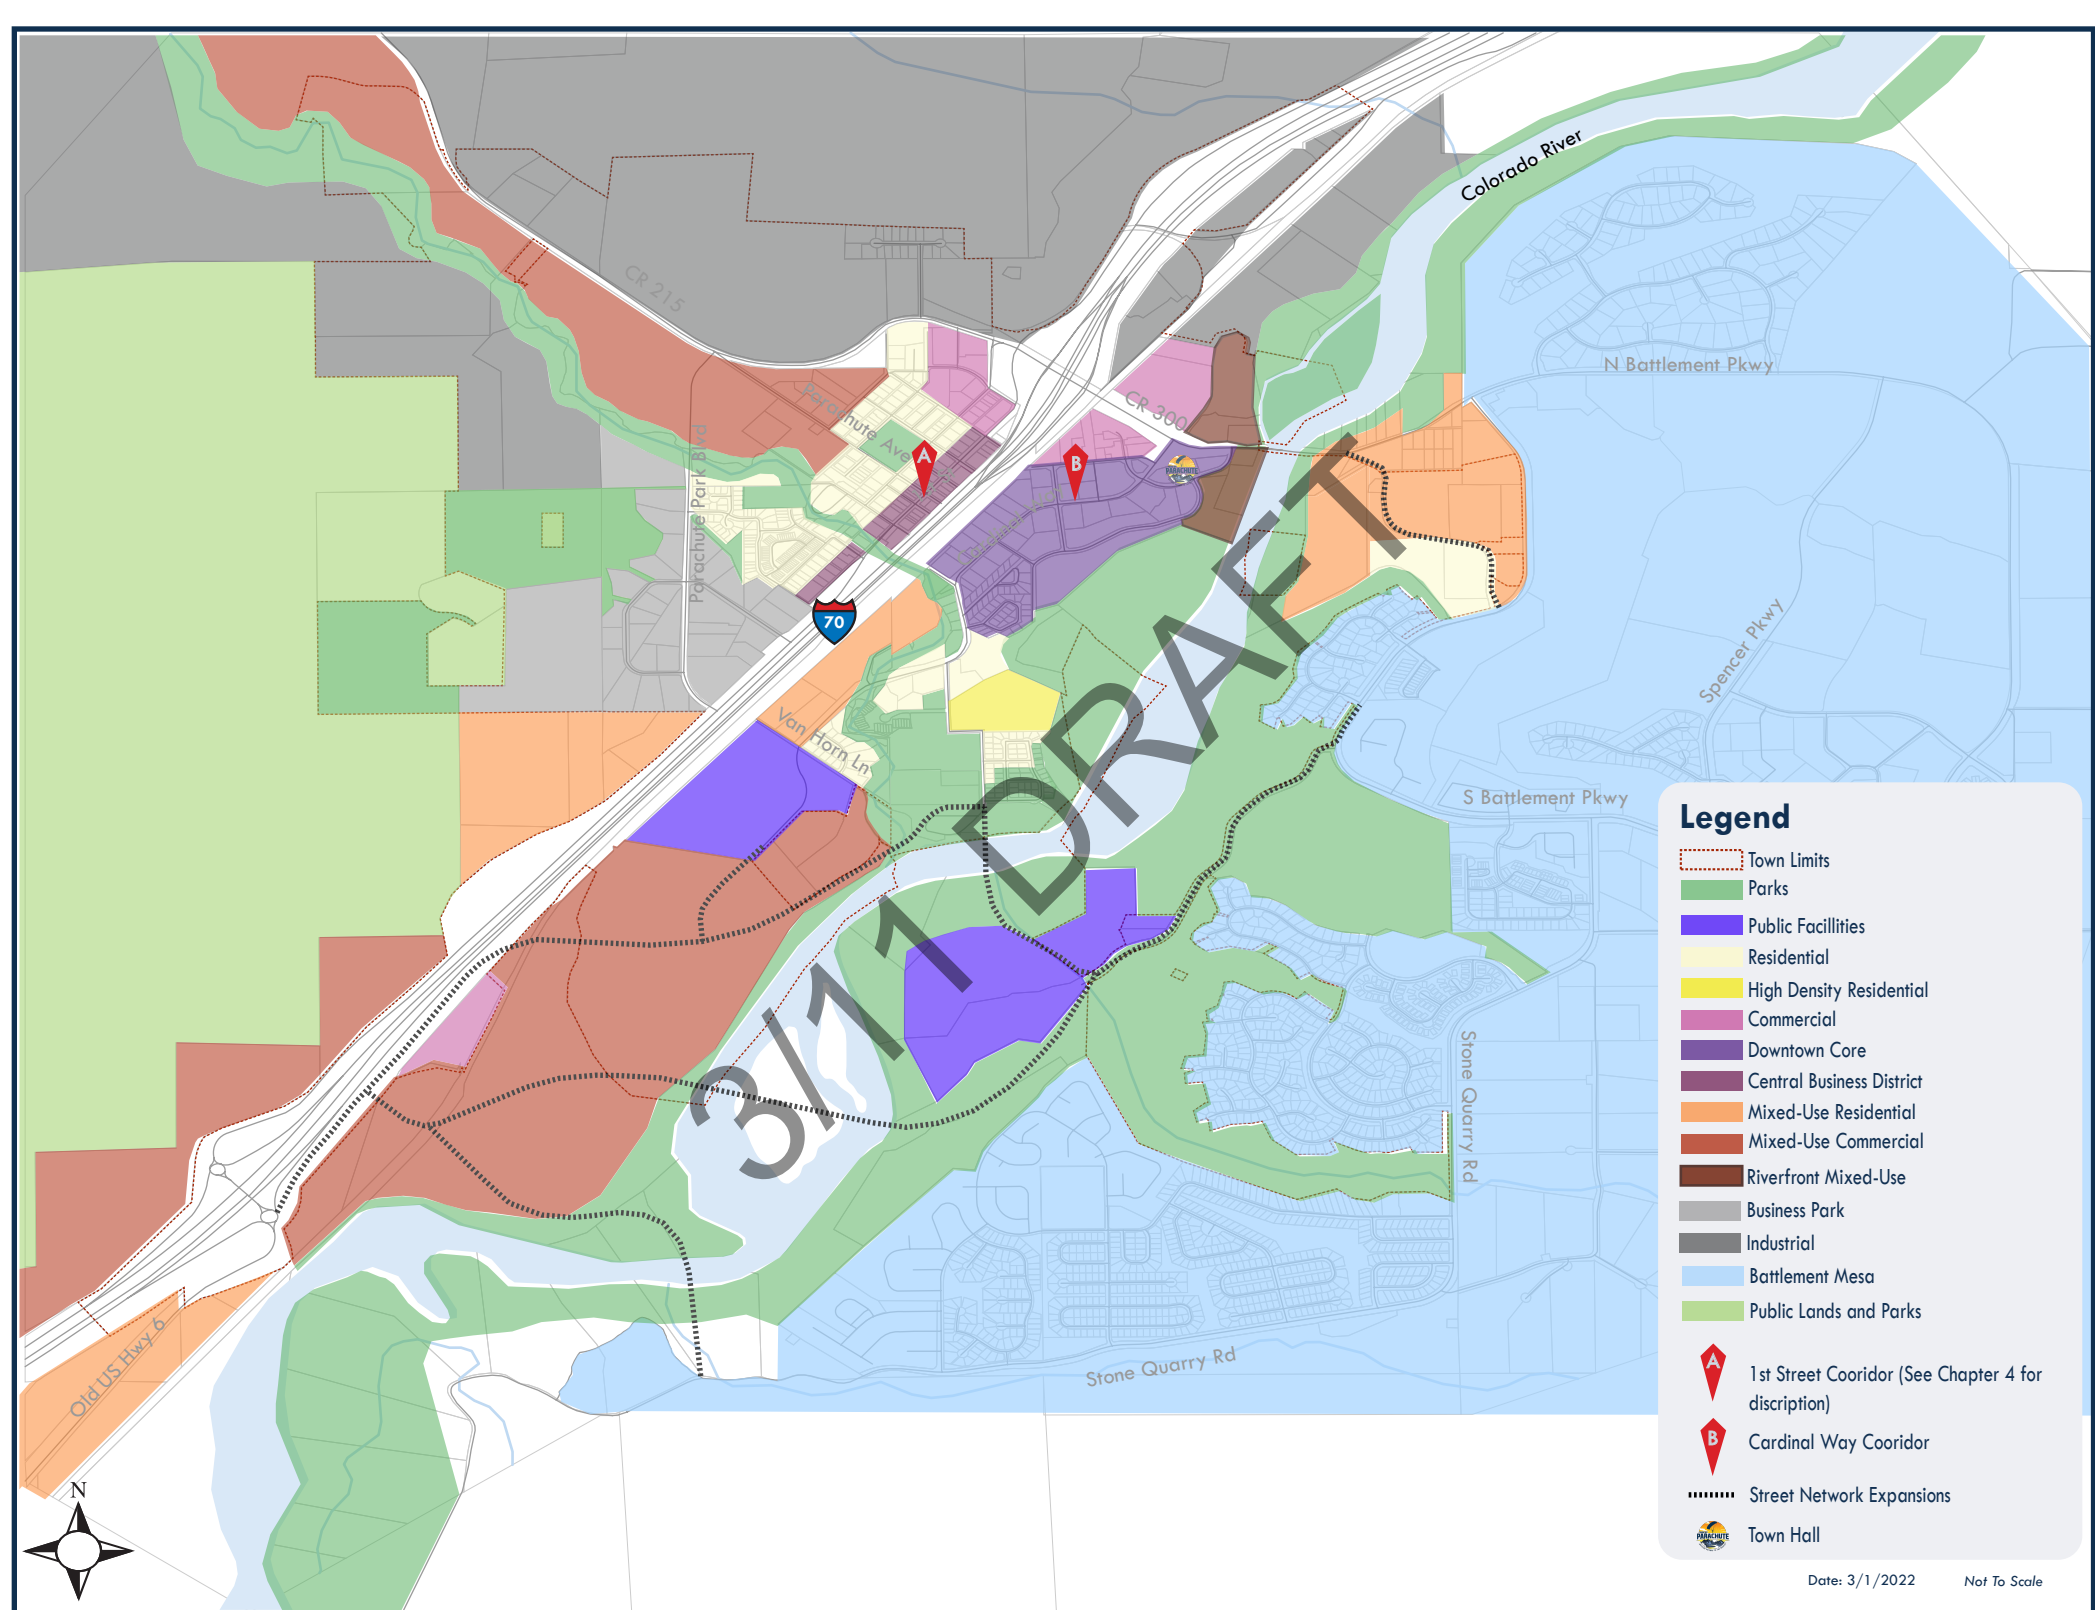 Colorado River
CR 215
N Battlement Pkwy
CR 300
Parachute Ave
A
B
PARACHUTE
Parachute Park Blvd
70
Spencer Pkwy
Van Horn Ln
S Battlement Pkwy
3/11 DRAFT
Stone Quarry Rd
Stone Quarry Rd
Old US Hwy 6
N
Legend
Town Limits
Parks
Public Facillities
Residential
High Density Residential
Commercial
Downtown Core
Central Business District
Mixed-Use Residential
Mixed-Use Commercial
Riverfront Mixed-Use
Business Park
Industrial
Battlement Mesa
Public Lands and Parks
A
1st Street Cooridor (See Chapter 4 for
discription)
B
Cardinal Way Cooridor
Street Network Expansions
PARACHUTE
Town Hall
Date: 3/1/2022
Not To Scale